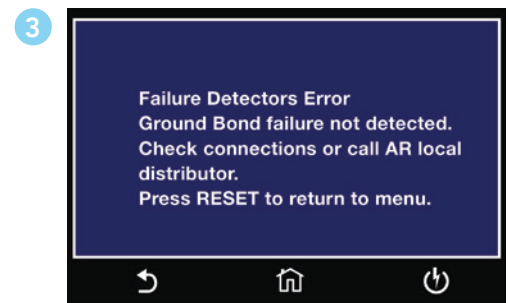 3
Failure Detectors Error
Ground Bond failure not detected.
Check connections or call AR local
distributor.
Press RESET to return to menu.